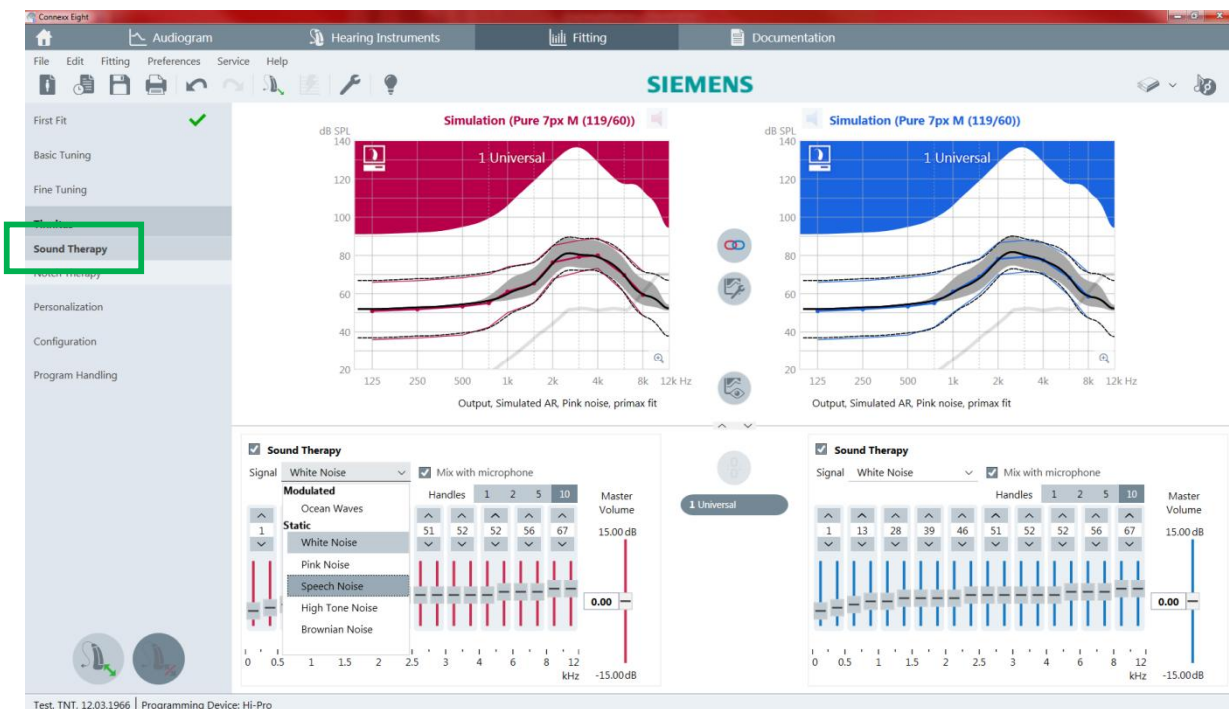 Connexx Eight
Audiogram Hearing Instruments Fitting Documentation
File Edit Fitting Preferences Service Help
SIEMENS
First Fit
Basic Tuning
Fine Tuning
Sound Therapy
Notch Therapy
Personalization
Configuration
Program Handling
Simulation (Pure 7px M (119/60))
dB SPL
1 Universal
140
120
100
80
60
40
20
125 250 500 1k 2k 4k 8k 12k Hz
Output, Simulated AR, Pink noise, primax fit
Simulation (Pure 7px M (119/60))
dB SPL
1 Universal
140
120
100
80
60
40
20
125 250 500 1k 2k 4k 8k 12k Hz
Output, Simulated AR, Pink noise, primax fit
Sound Therapy
Signal White Noise Mix with microphone
Modulated
Ocean Waves
Static
White Noise
Pink Noise
Speech Noise
High Tone Noise
Brownian Noise
Handles 1 2 5 10 Master
Volume
1 51 52 52 56 67 15.00 dB
0.00
0 0.5 1 1.5 2 2.5 3 4 6 8 12
kHz -15.00 dB
1 Universal
Sound Therapy
Signal White Noise Mix with microphone
Handles 1 2 5 10 Master
Volume
1 13 28 39 46 51 52 52 56 67 15.00 dB
0.00
0 0.5 1 1.5 2 2.5 3 4 6 8 12
kHz -15.00 dB
Test, TNT, 12.03.1966 Programming Device: Hi-Pro